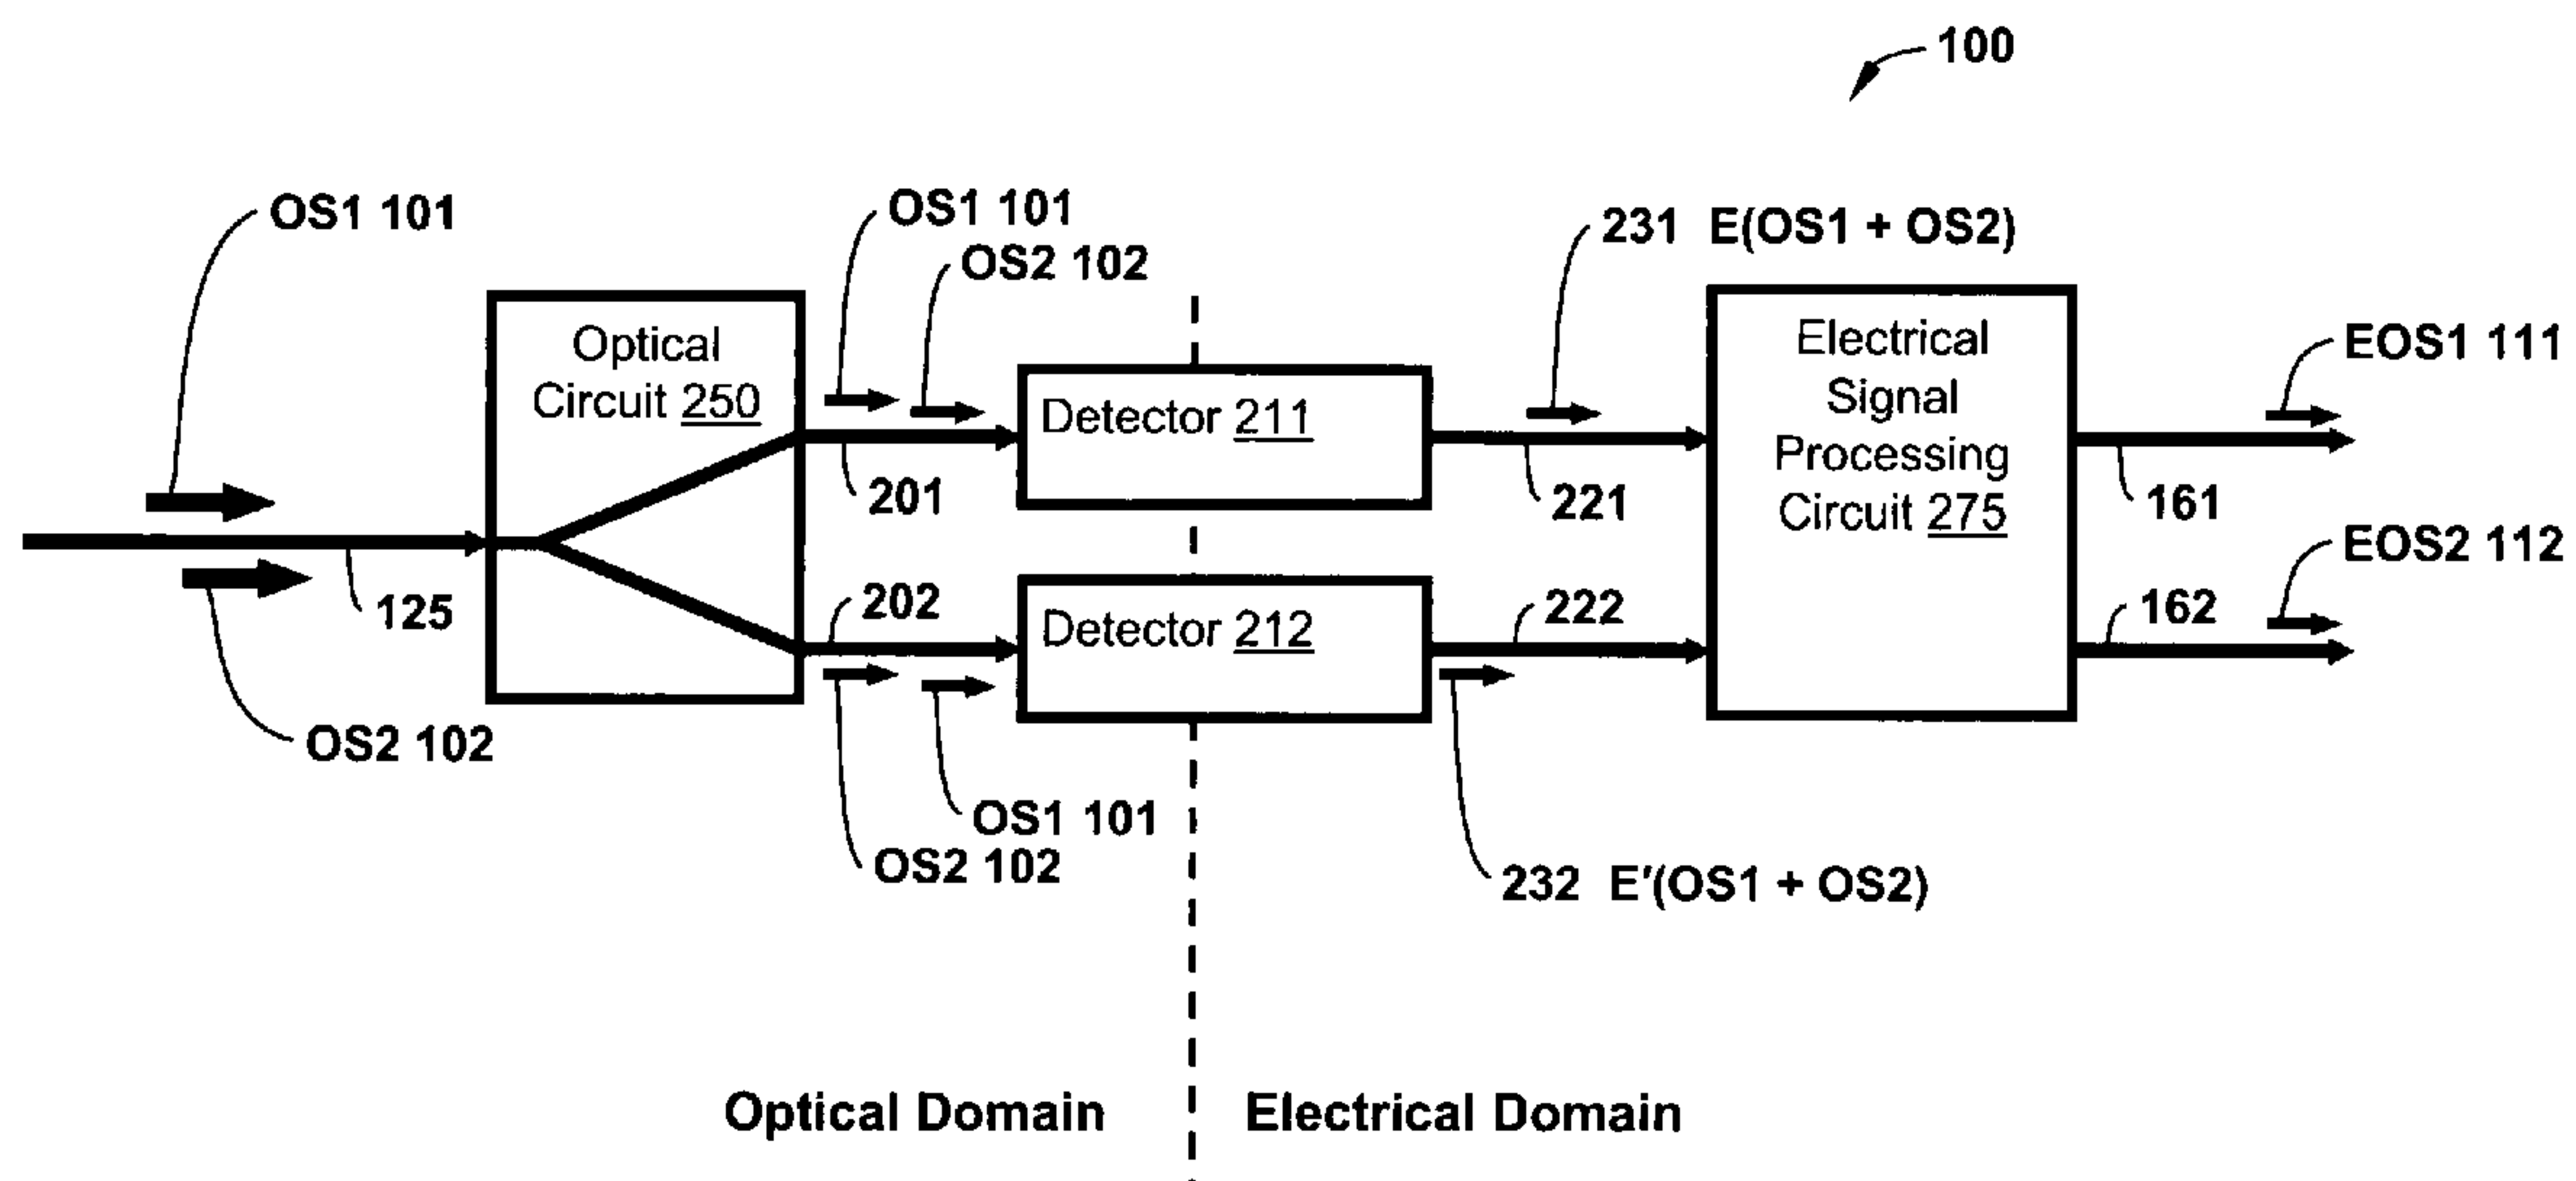 100
OS1 101
OS1 101
OS2 102
231 E(OS1 + OS2)
Optical
Circuit 250
Electrical
Signal
Processing
Circuit 275
EOS1 111
Detector 211
201
221
161
125
202
Detector 212
222
162
EOS2 112
OS2 102
OS1 101
OS2 102
232 E'(OS1 + OS2)
Optical Domain
Electrical Domain